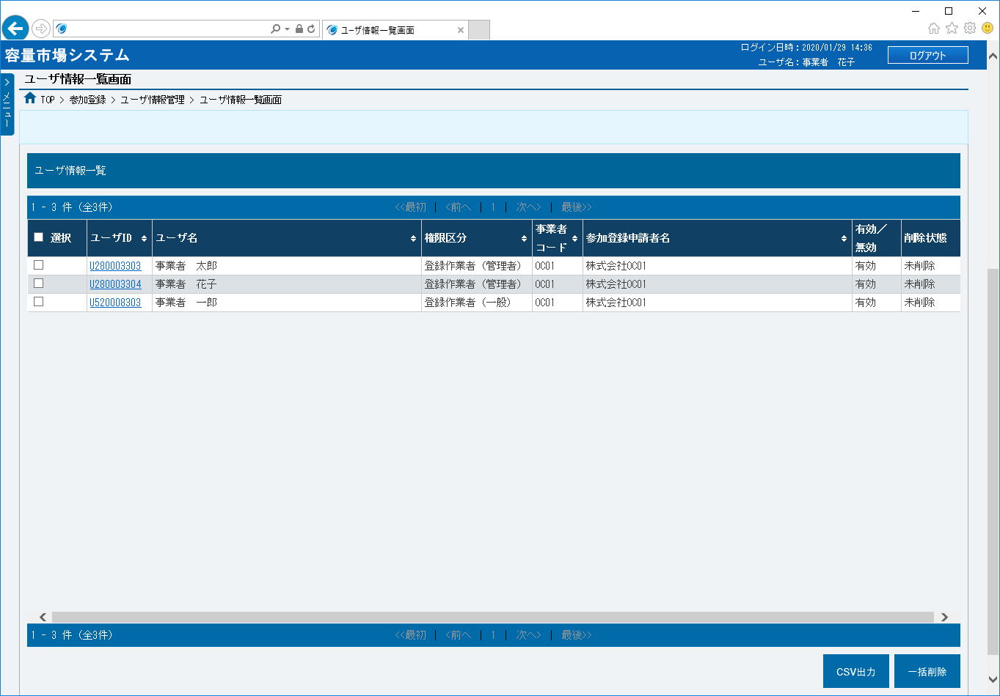 ユーザ情報一覧画面
容量市場システム
ログイン日時：2020/01/29 14:36
ユーザ名：事業者　花子
ログアウト
メニュー
ユーザ情報一覧画面
TOP > 参加登録 > ユーザ情報管理 > ユーザ情報一覧画面
ユーザ情報一覧
1 - 3 件（全3件） <<最初 | <前へ | 1 | 次へ> | 最後>>
選択 ユーザID ユーザ名 権限区分 事業者コード 参加登録申請者名 有効／無効 削除状態
U280003303 事業者　太郎 登録作業者（管理者） 0C01 株式会社0C01 有効 未削除
U280003304 事業者　花子 登録作業者（管理者） 0C01 株式会社0C01 有効 未削除
U520008303 事業者　一郎 登録作業者（一般） 0C01 株式会社0C01 有効 未削除
1 - 3 件（全3件） <<最初 | <前へ | 1 | 次へ> | 最後>>
CSV出力 一括削除